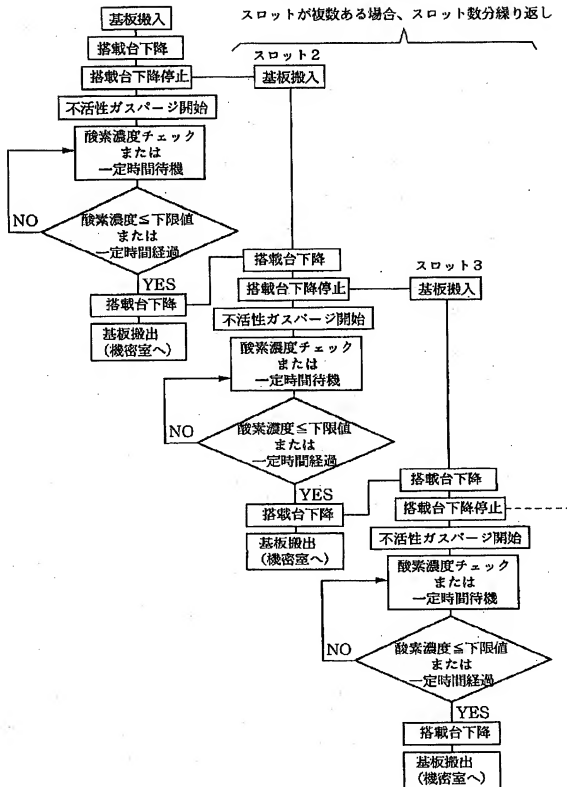 スロットが複数ある場合、スロット数分繰り返し
基板搬入
搭載台下降
搭載台下降停止
不活性ガスパージ開始
酸素濃度チェック
または
一定時間待機
NO
酸素濃度≦下限値
または
一定時間経過
YES
搭載台下降
基板搬出
(機密室へ)
スロット2
基板搬入
搭載台下降
搭載台下降停止
不活性ガスパージ開始
酸素濃度チェック
または
一定時間待機
NO
酸素濃度≦下限値
または
一定時間経過
YES
搭載台下降
基板搬出
(機密室へ)
スロット3
基板搬入
搭載台下降
搭載台下降停止
不活性ガスパージ開始
酸素濃度チェック
または
一定時間待機
NO
酸素濃度≦下限値
または
一定時間経過
YES
搭載台下降
基板搬出
(機密室へ)